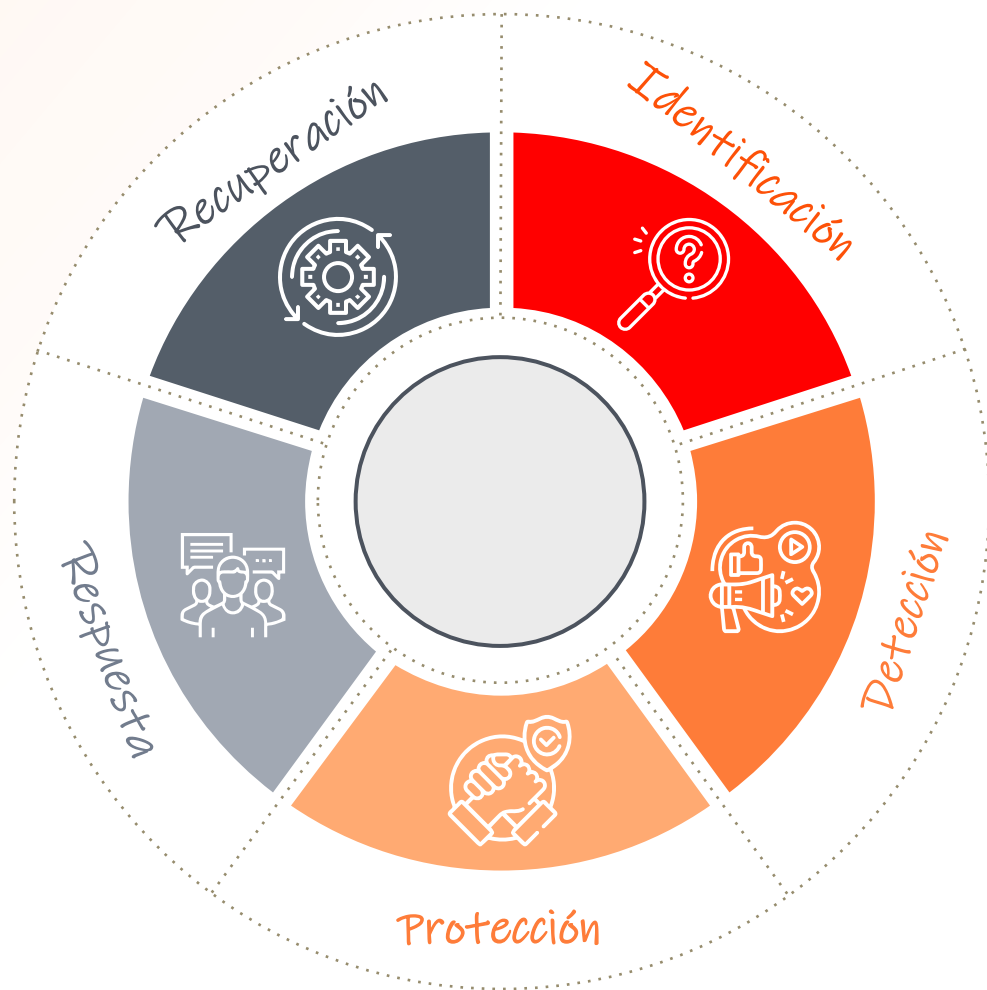 Identificación
Detección
Protección
Respuesta
Recuperación
?